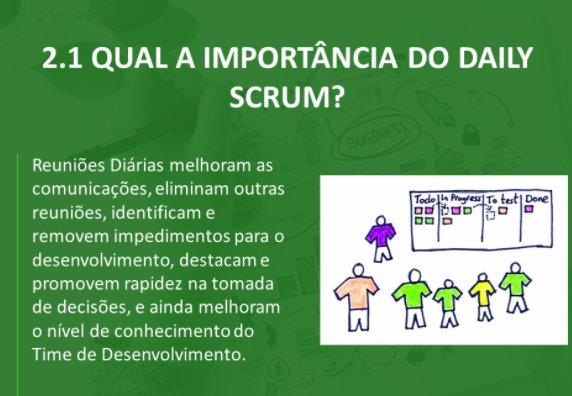 2.1 QUAL A IMPORTÂNCIA DO DAILY
SCRUM?
Reuniões Diárias melhoram as
comunicações, eliminam outras
reuniões, identificam e
removem impedimentos para o
desenvolvimento, destacam e
promovem rapidez na tomada
de decisões, e ainda melhoram
o nível de conhecimento do
Time de Desenvolvimento.
Todo In Progress To test Done
BUSINESS